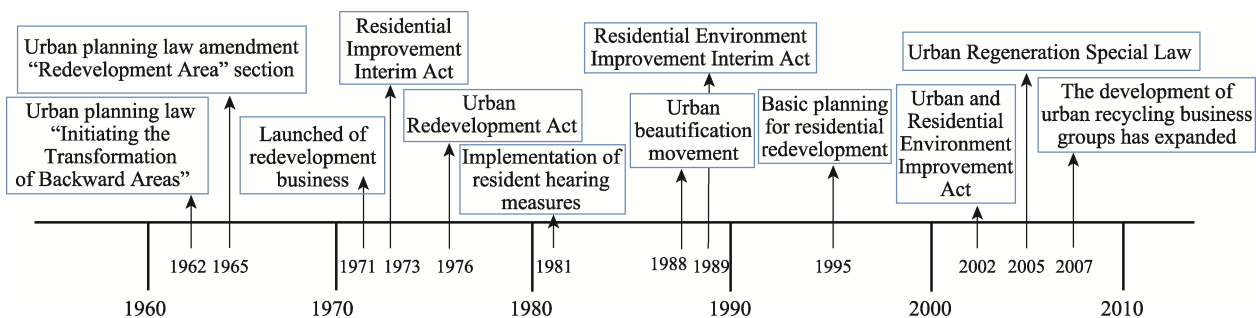 Urban planning law amendment
“Redevelopment Area” section
Urban planning law
“Initiating the
Transformation
of Backward Areas”
Launched of
redevelopment
business
Residential
Improvement
Interim Act
Urban
Redevelopment Act
Implementation of
resident hearing
measures
Residential Environment
Improvement Interim Act
Urban
beautification
movement
Basic planning
for residential
redevelopment
Urban Regeneration Special Law
Urban and
Residential
Environment
Improvement
Act
The development of
urban recycling business
groups has expanded
1962 1965 1971 1973 1976 1981 1988 1989 1995 2002 2005 2007
1960 1970 1980 1990 2000 2010